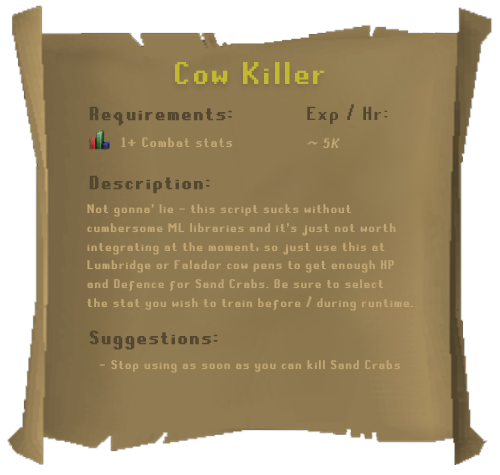 Cow Killer
Requirements: Exp / Hr:
1+ Combat stats ~ 5K
Description:
Not gonna' lie - this script sucks without
cumbersome ML libraries and it's just not worth
integrating at the moment, so just use this at
Lumbridge or Falador cow pens to get enough HP
and Defence for Sand Crabs. Be sure to select
the stat you wish to train before / during runtime.
Suggestions:
- Stop using as soon as you can kill Sand Crabs